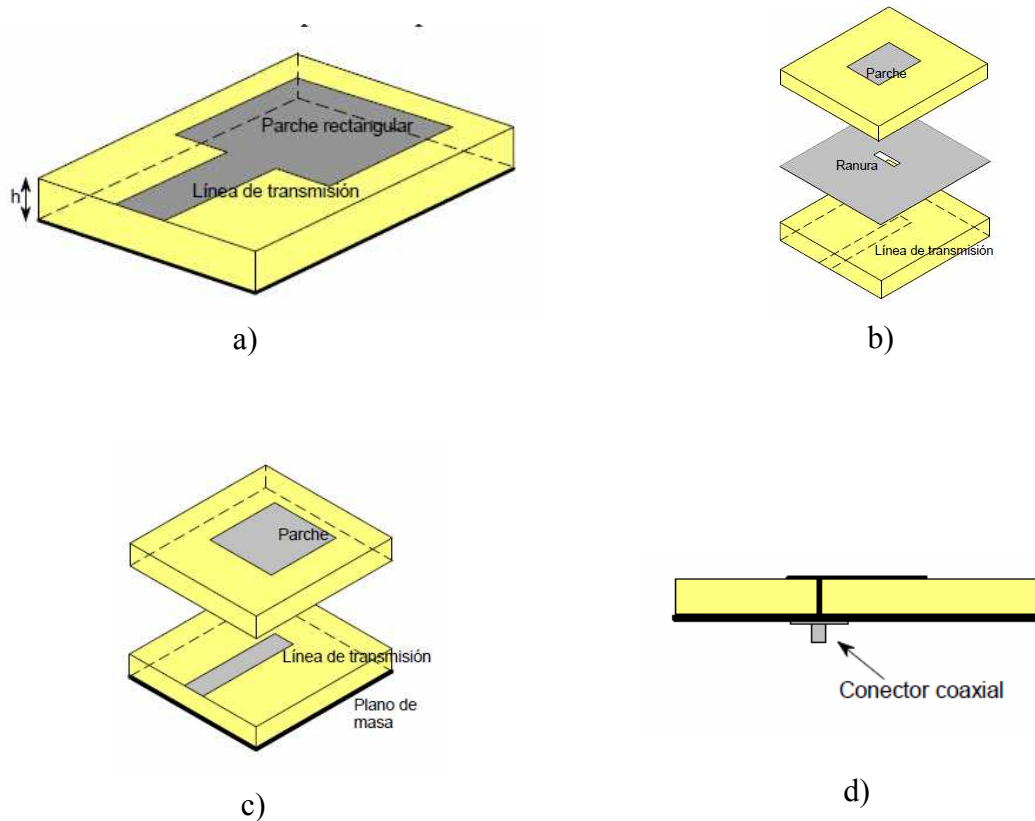 Parche rectangular
Línea de transmisión
h
a)
Parche
Ranura
Línea de transmisión
b)
Parche
Línea de transmisión
Plano de
masa
c)
Conector coaxial
d)